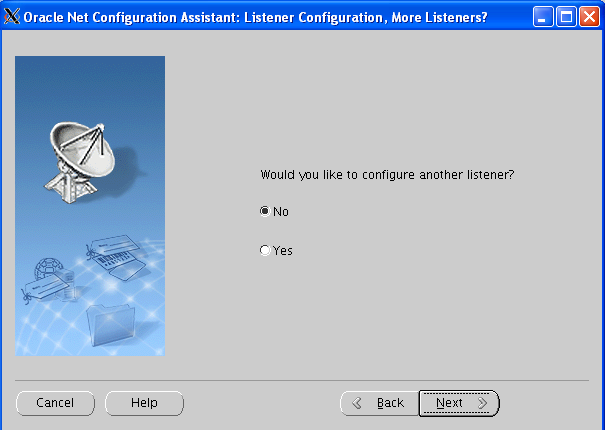 Oracle Net Configuration Assistant: Listener Configuration, More Listeners?
Would you like to configure another listener?
No
Yes
Cancel
Help
Back
Next